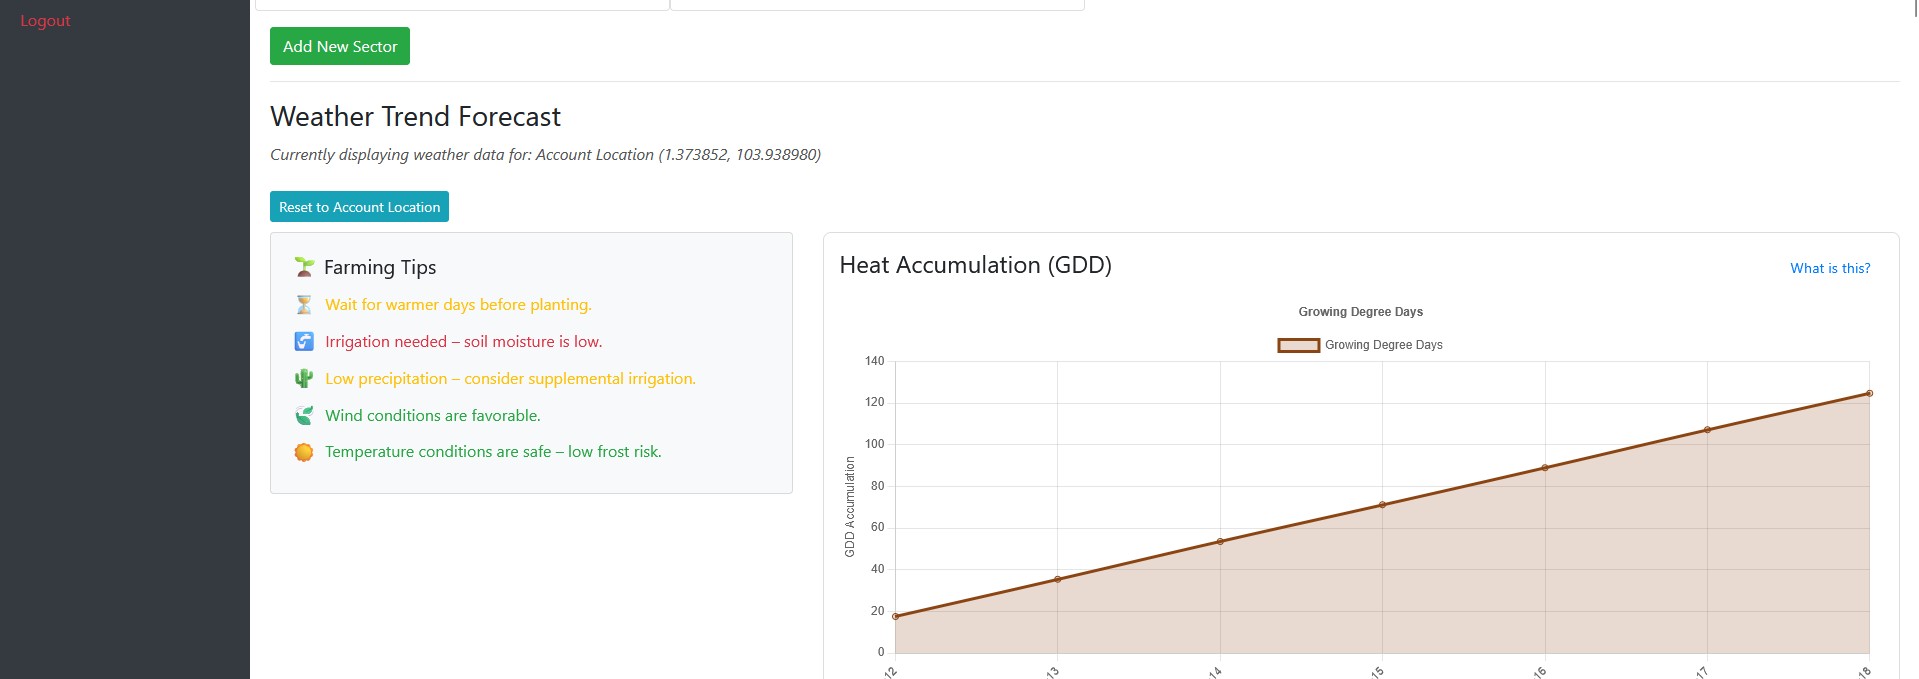 Logout
Add New Sector
Weather Trend Forecast
Currently displaying weather data for: Account Location (1.373852, 103.938980)
Reset to Account Location
Farming Tips
Wait for warmer days before planting.
Irrigation needed – soil moisture is low.
Low precipitation – consider supplemental irrigation.
Wind conditions are favorable.
Temperature conditions are safe – low frost risk.
Heat Accumulation (GDD)
What is this?
Growing Degree Days
Growing Degree Days
GDD Accumulation
140
120
100
80
60
40
20
0
12
13
14
15
16
17
18